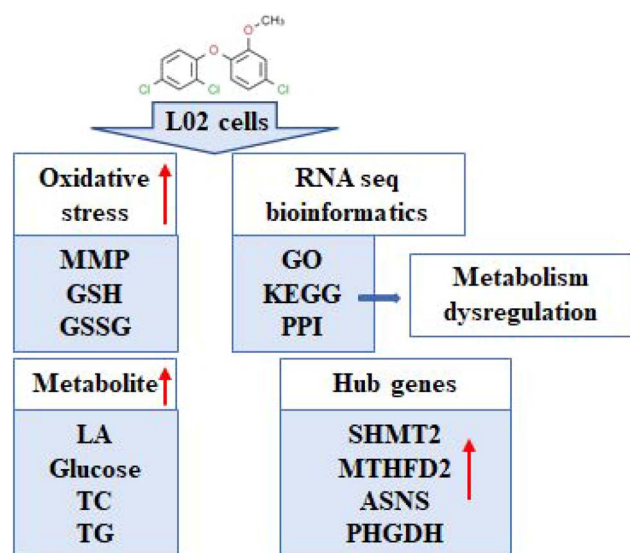 O
CH₃
O
Cl
Cl
Cl
L02 cells
Oxidative
stress
MMP
GSH
GSSG
RNA seq
bioinformatics
GO
KEGG
PPI
Metabolism
dysregulation
Metabolite
LA
Glucose
TC
TG
Hub genes
SHMT2
MTHFD2
ASNS
PHGDH